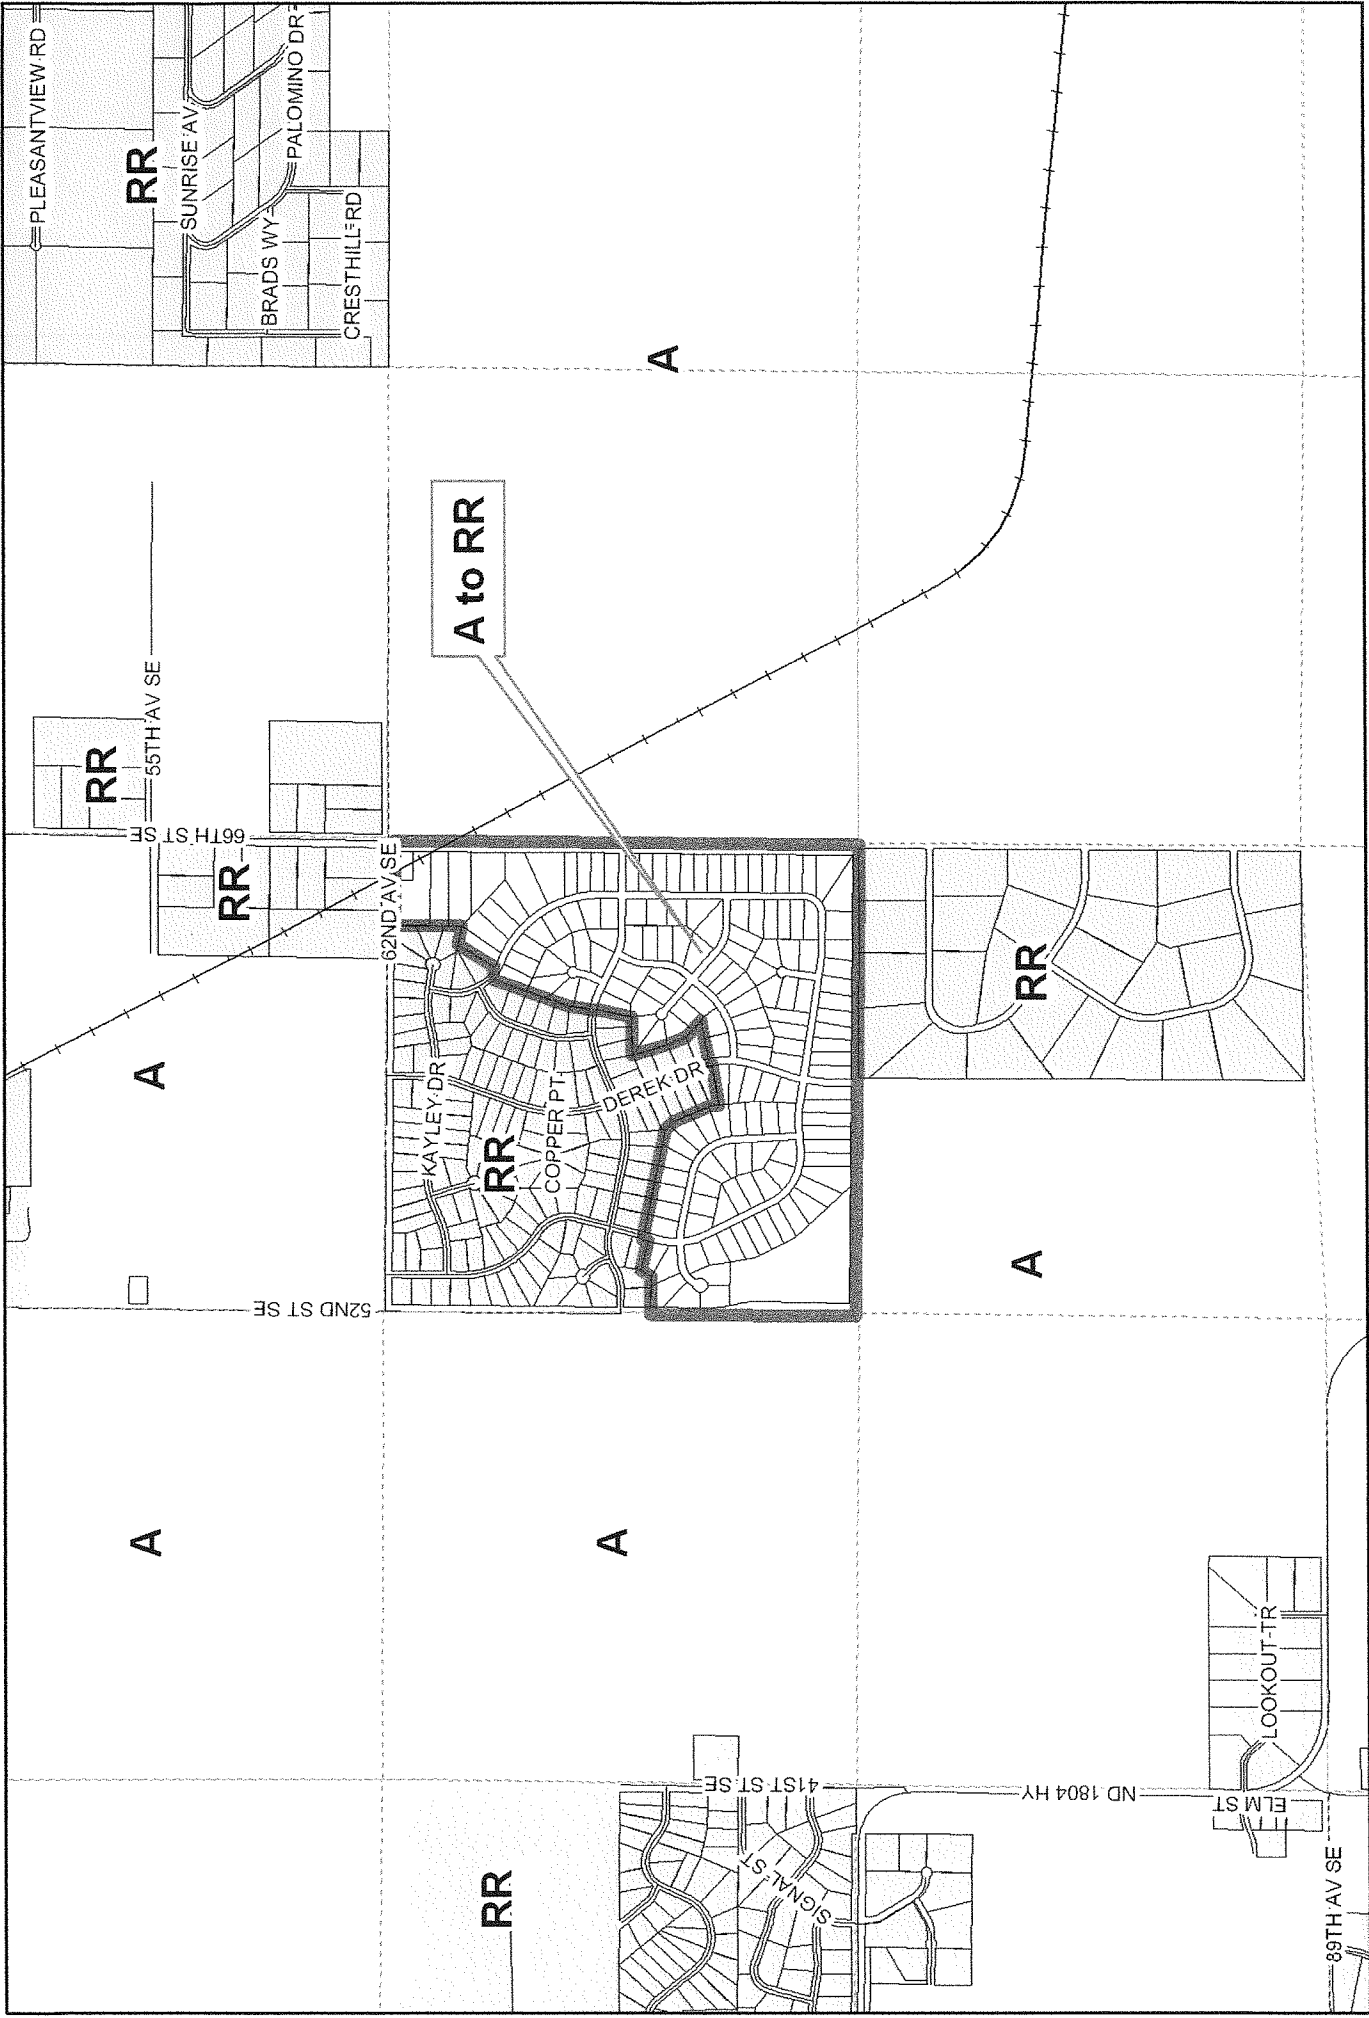 PLEASANTVIEW RD
RR
SUNRISE AV
PALOMINO DR
BRADS WY
CRESTHILL RD
A
A to RR
RR
55TH AV SE
66TH ST SE
RR
62ND AV SE
A
KAYLEY DR
RR
COPPER PT
DEREK DR
RR
52ND ST SE
A
A
A
RR
41ST ST SE
SIGNAL ST
ND 1804 HY
LOOKOUT TR
ELM ST
89TH AV SE